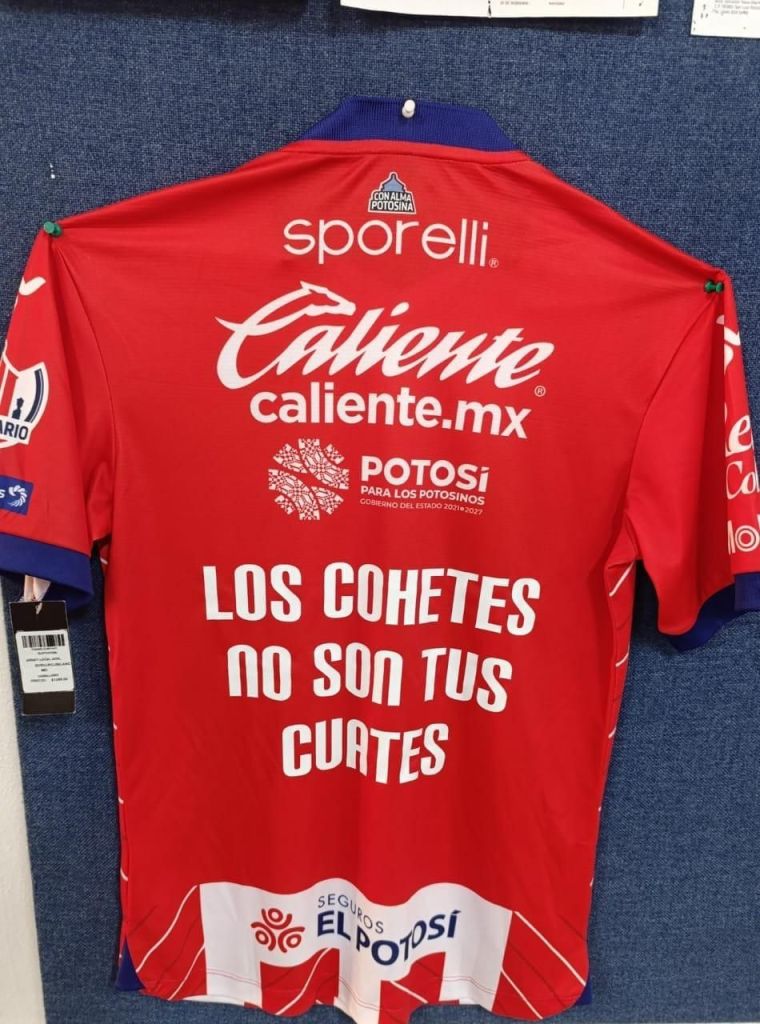 CON ALMA
POTOSINA
sporelli®
Caliente®
caliente.mx
POTOSÍ
PARA LOS POTOSINOS
GOBIERNO DEL ESTADO 2021•2027
ARIO
LOS COHETES
NO SON TUS
CUATES
SEGUROS
EL POTOSÍ